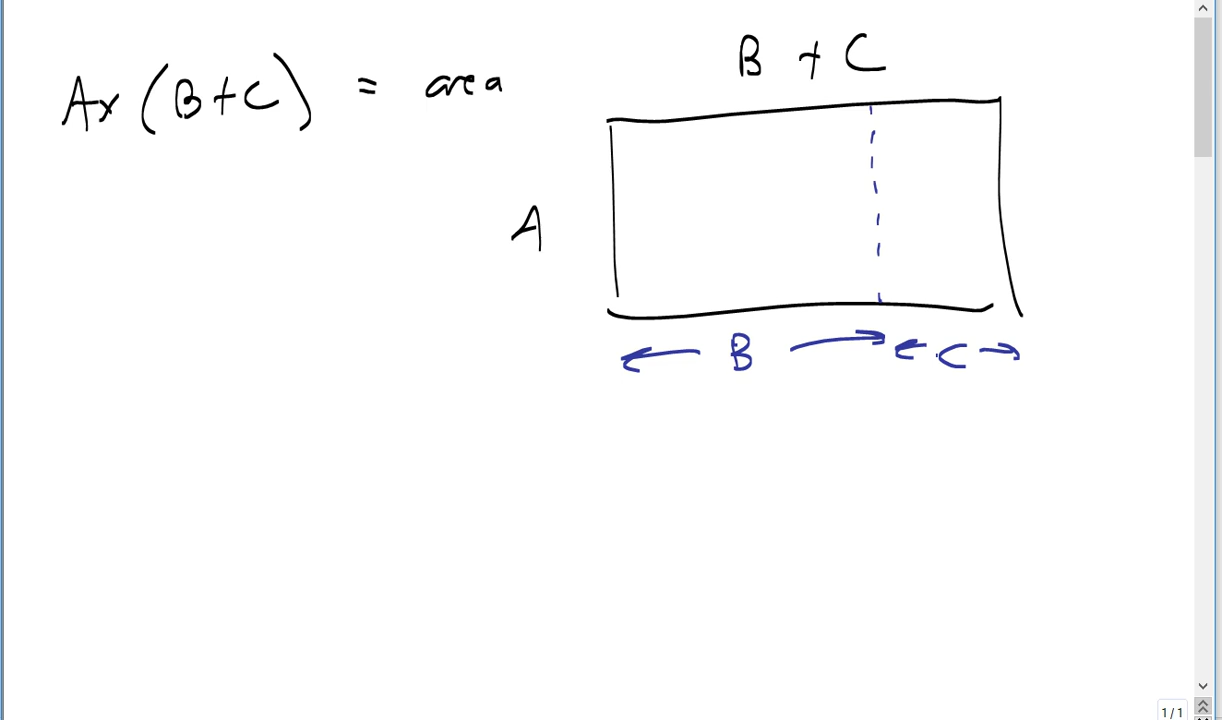 B + C
Ax (B+C) = area
A
B C
1/1